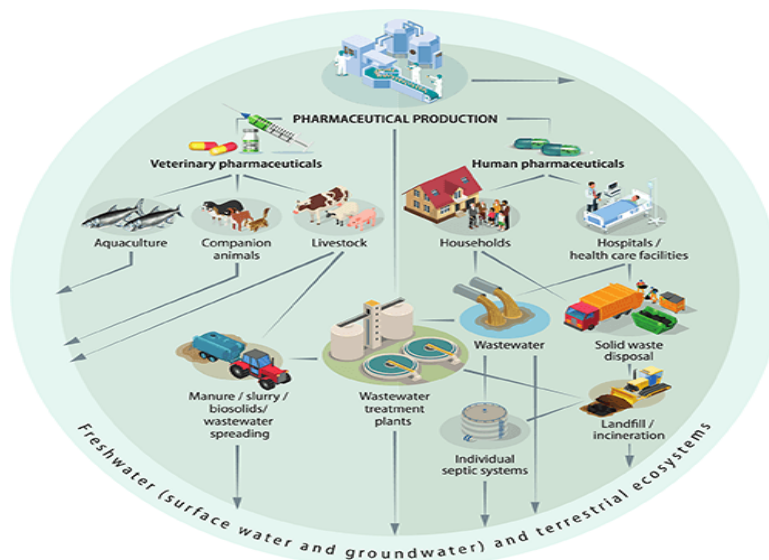 PHARMACEUTICAL PRODUCTION
Veterinary pharmaceuticals
Human pharmaceuticals
Aquaculture
Companion
animals
Livestock
Households
Hospitals /
health care facilities
Manure / slurry /
biosolids/
wastewater
spreading
Wastewater
treatment
plants
Wastewater
Solid waste
disposal
Individual
septic systems
Landfill /
incineration
Freshwater (surface water and groundwater) and terrestrial ecosystems